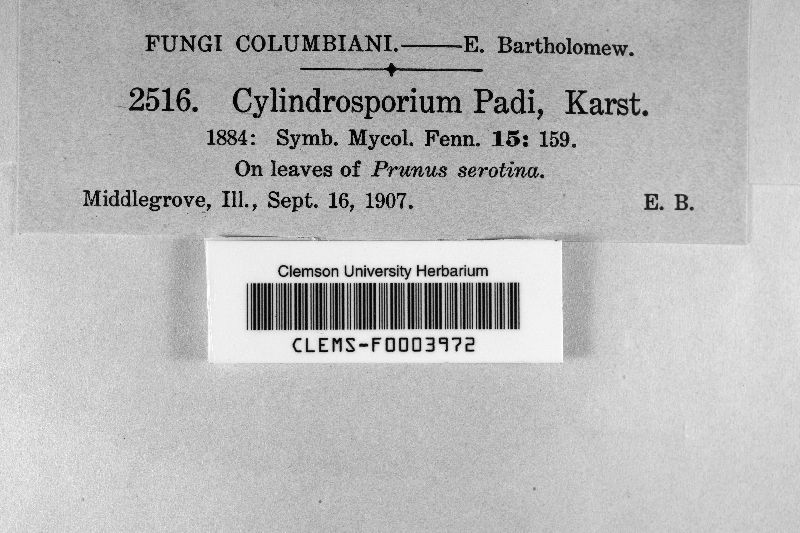 FUNGI COLUMBIANI.——E. Bartholomew.
2516. Cylindrosporium Padi, Karst.
1884: Symb. Mycol. Fenn. 15: 159.
On leaves of Prunus serotina.
Middlegrove, Ill., Sept. 16, 1907. E. B.
Clemson University Herbarium
CLEMS-F0003972